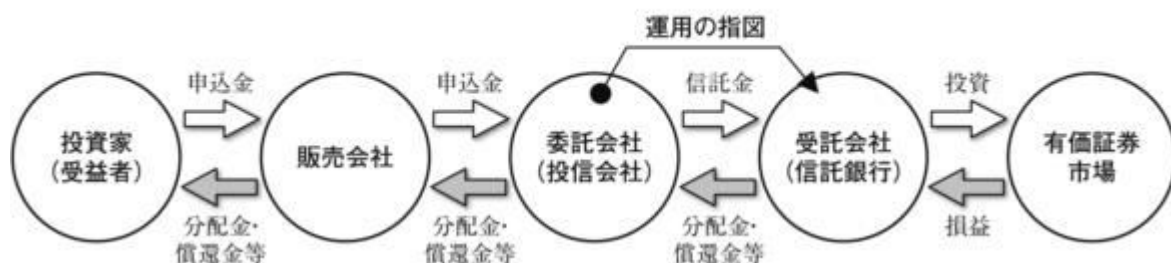 運用の指図
申込金
申込金
信託金
投資
投資家
(受益者)
販売会社
委託会社
(投信会社)
受託会社
(信託銀行)
有価証券
市場
分配金・
償還金等
分配金・
償還金等
分配金・
償還金等
損益